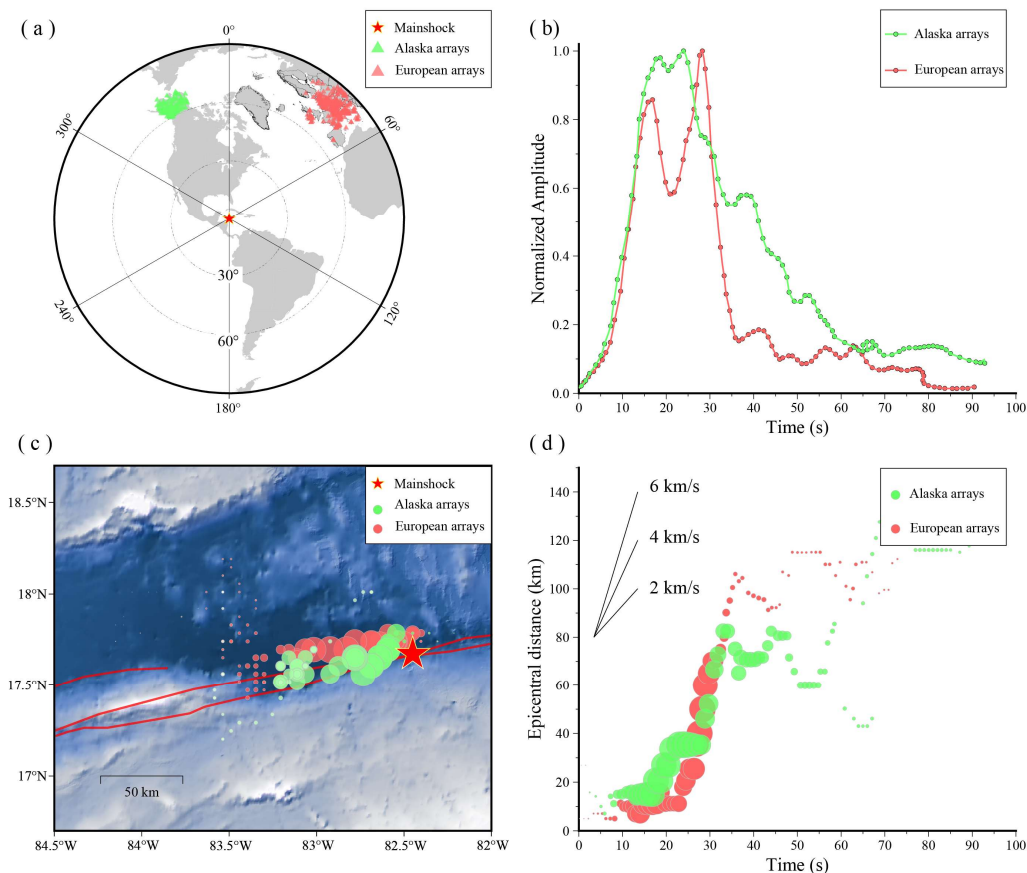 ( a )
Mainshock
Alaska arrays
European arrays
0°
60°
120°
180°
240°
300°
30°
60°
( b )
Alaska arrays
European arrays
Normalized Amplitude
1.0
0.8
0.6
0.4
0.2
0.0
0 10 20 30 40 50 60 70 80 90 100
Time (s)
( c )
Mainshock
Alaska arrays
European arrays
18.5°N
18°N
17.5°N
17°N
50 km
84.5°W 84°W 83.5°W 83°W 82.5°W 82°W
( d )
Alaska arrays
European arrays
6 km/s
4 km/s
2 km/s
Epicentral distance (km)
140
120
100
80
60
40
20
0
0 10 20 30 40 50 60 70 80 90 100
Time (s)